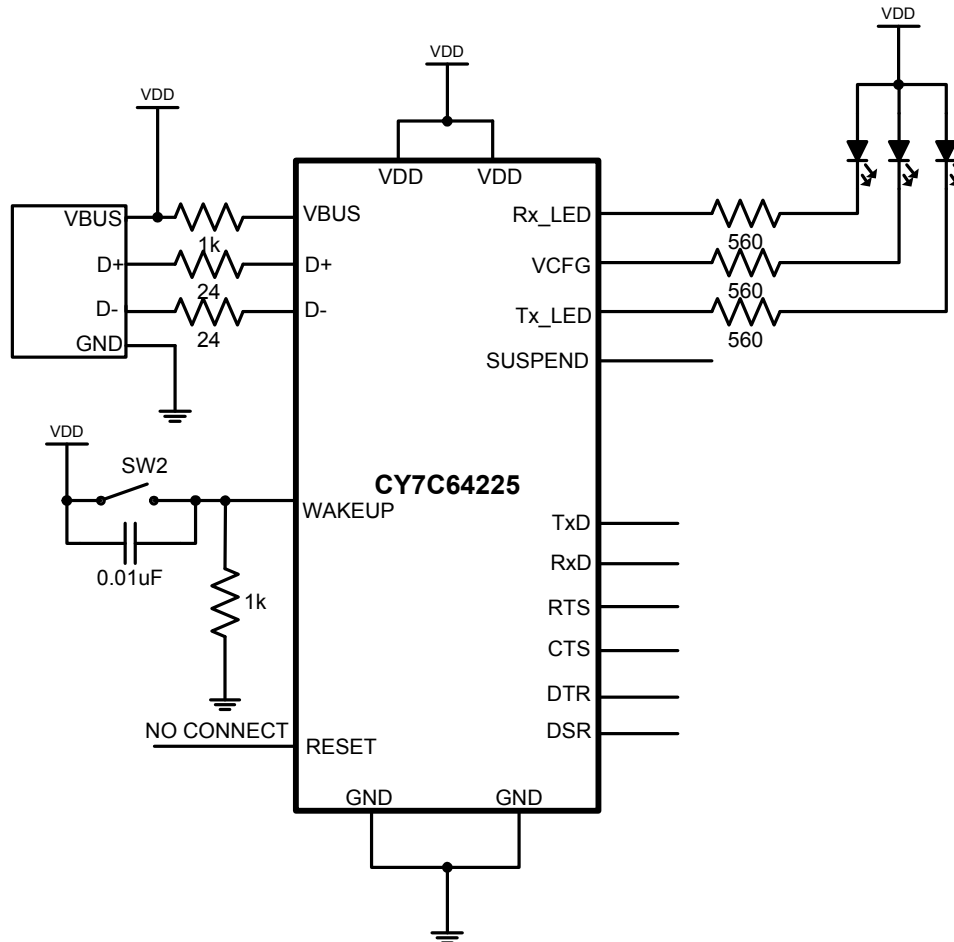 VDD
VDD
VDD
VDD VDD
VBUS
VBUS
Rx_LED
1k
560
D+
D+
VCFG
24
560
D-
D-
Tx_LED
24
560
GND
SUSPEND
VDD
SW2
CY7C64225
WAKEUP
TxD
0.01uF
RxD
1k
RTS
CTS
DTR
NO CONNECT
RESET
DSR
GND GND